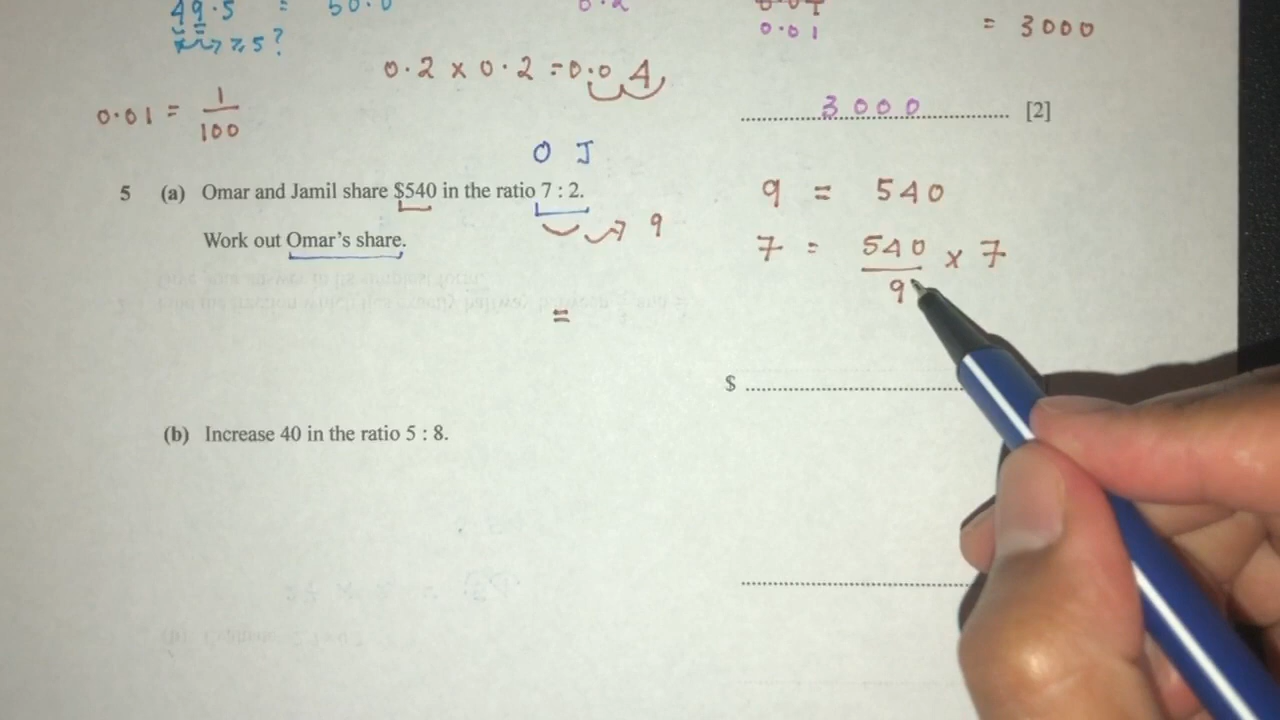 49.5 = 50.0
≥ 5 ?
0.2
0.01
= 3000
0.2 × 0.2 = 0.04
0.01 = 1/100
3000 [2]
O J
5 (a) Omar and Jamil share $540 in the ratio 7 : 2.
9
Work out Omar's share.
=
9 = 540
7 = 540/9 × 7
$
(b) Increase 40 in the ratio 5 : 8.